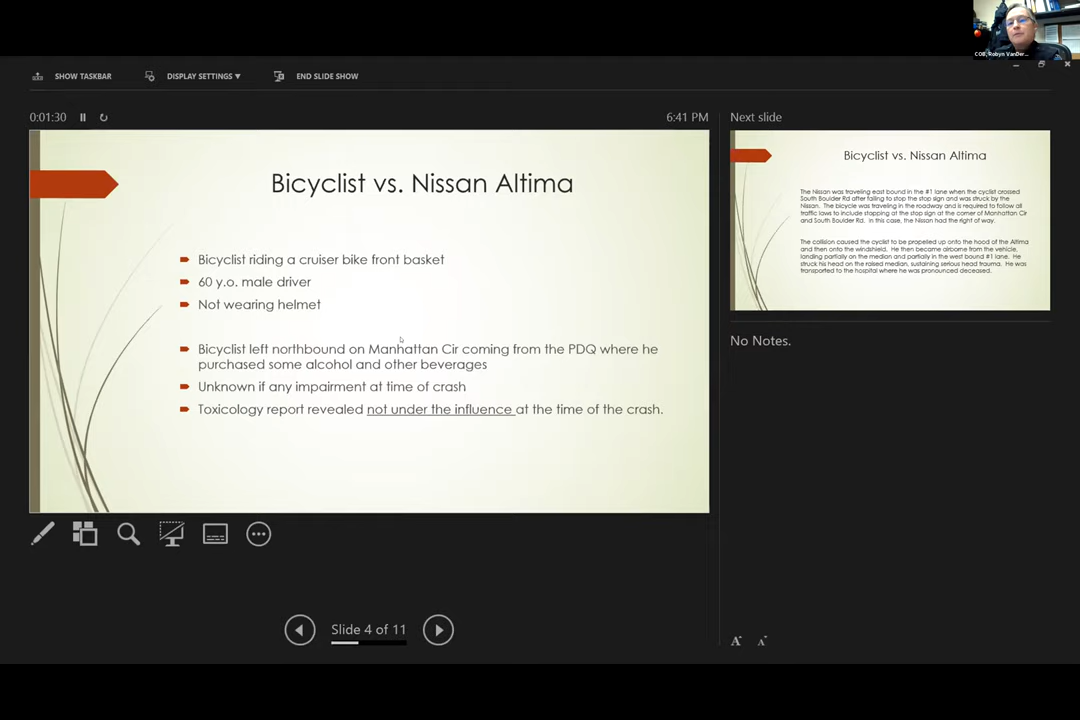 COB, Robyn VanDer...
SHOW TASKBAR
DISPLAY SETTINGS ▼
END SLIDE SHOW
0:01:30
6:41 PM
Next slide
Bicyclist vs. Nissan Altima
Bicyclist riding a cruiser bike front basket
60 y.o. male driver
Not wearing helmet
Bicyclist left northbound on Manhattan Cir coming from the PDQ where he
purchased some alcohol and other beverages
Unknown if any impairment at time of crash
Toxicology report revealed not under the influence at the time of the crash.
Bicyclist vs. Nissan Altima
The Nissan was traveling east bound in the #1 lane when the cyclist crossed
South Boulder Rd after failing to stop the stop sign and was struck by the
Nissan. The bicycle was traveling in the roadway and is required to follow all
traffic laws to include stopping at the stop sign at the corner of Manhattan Cir
and South Boulder Rd. In this case, the Nissan had the right of way.
The collision caused the cyclist to be propelled up onto the hood of the Altima
and then onto the windshield. He then became airborne from the vehicle,
landing partially on the median and partially in the west bound #1 lane. He
struck his head on the raised median, sustaining serious head trauma. He was
transported to the hospital where he was pronounced deceased.
No Notes.
Slide 4 of 11
A A